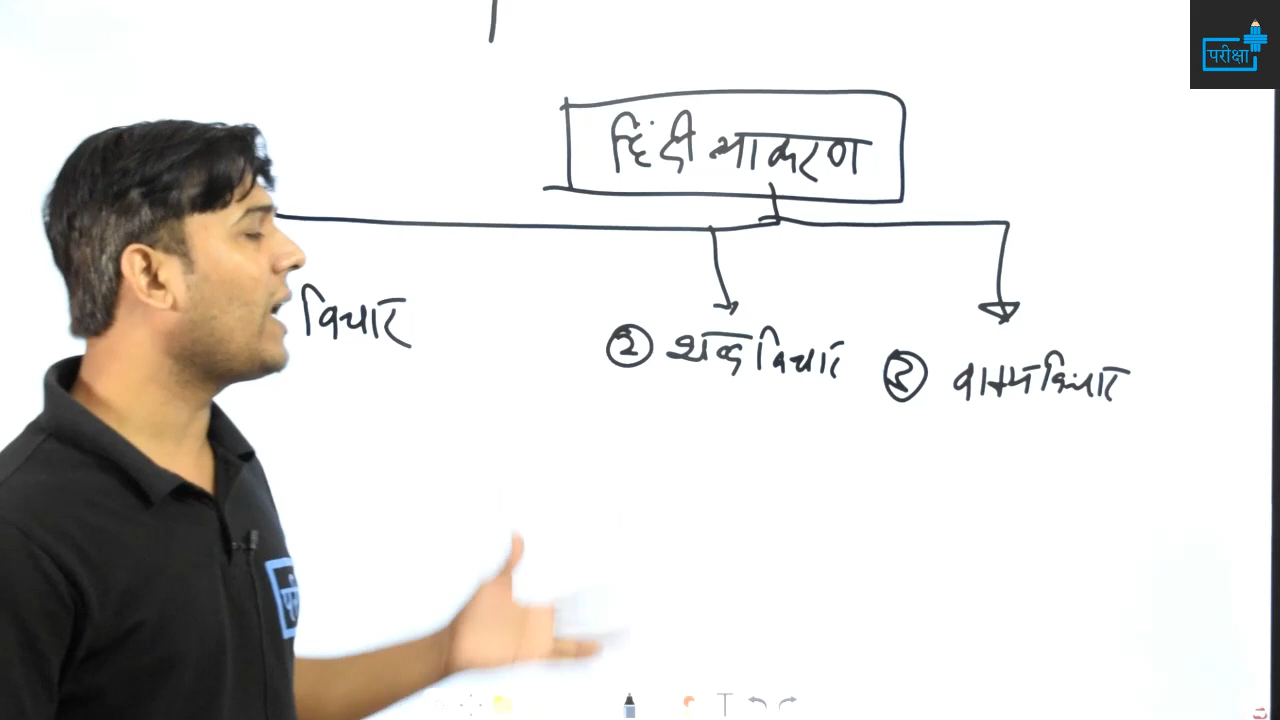 परीक्षा
हिंदी व्याकरण
विचार
② शब्द विचार
③ वाक्य विचार
T